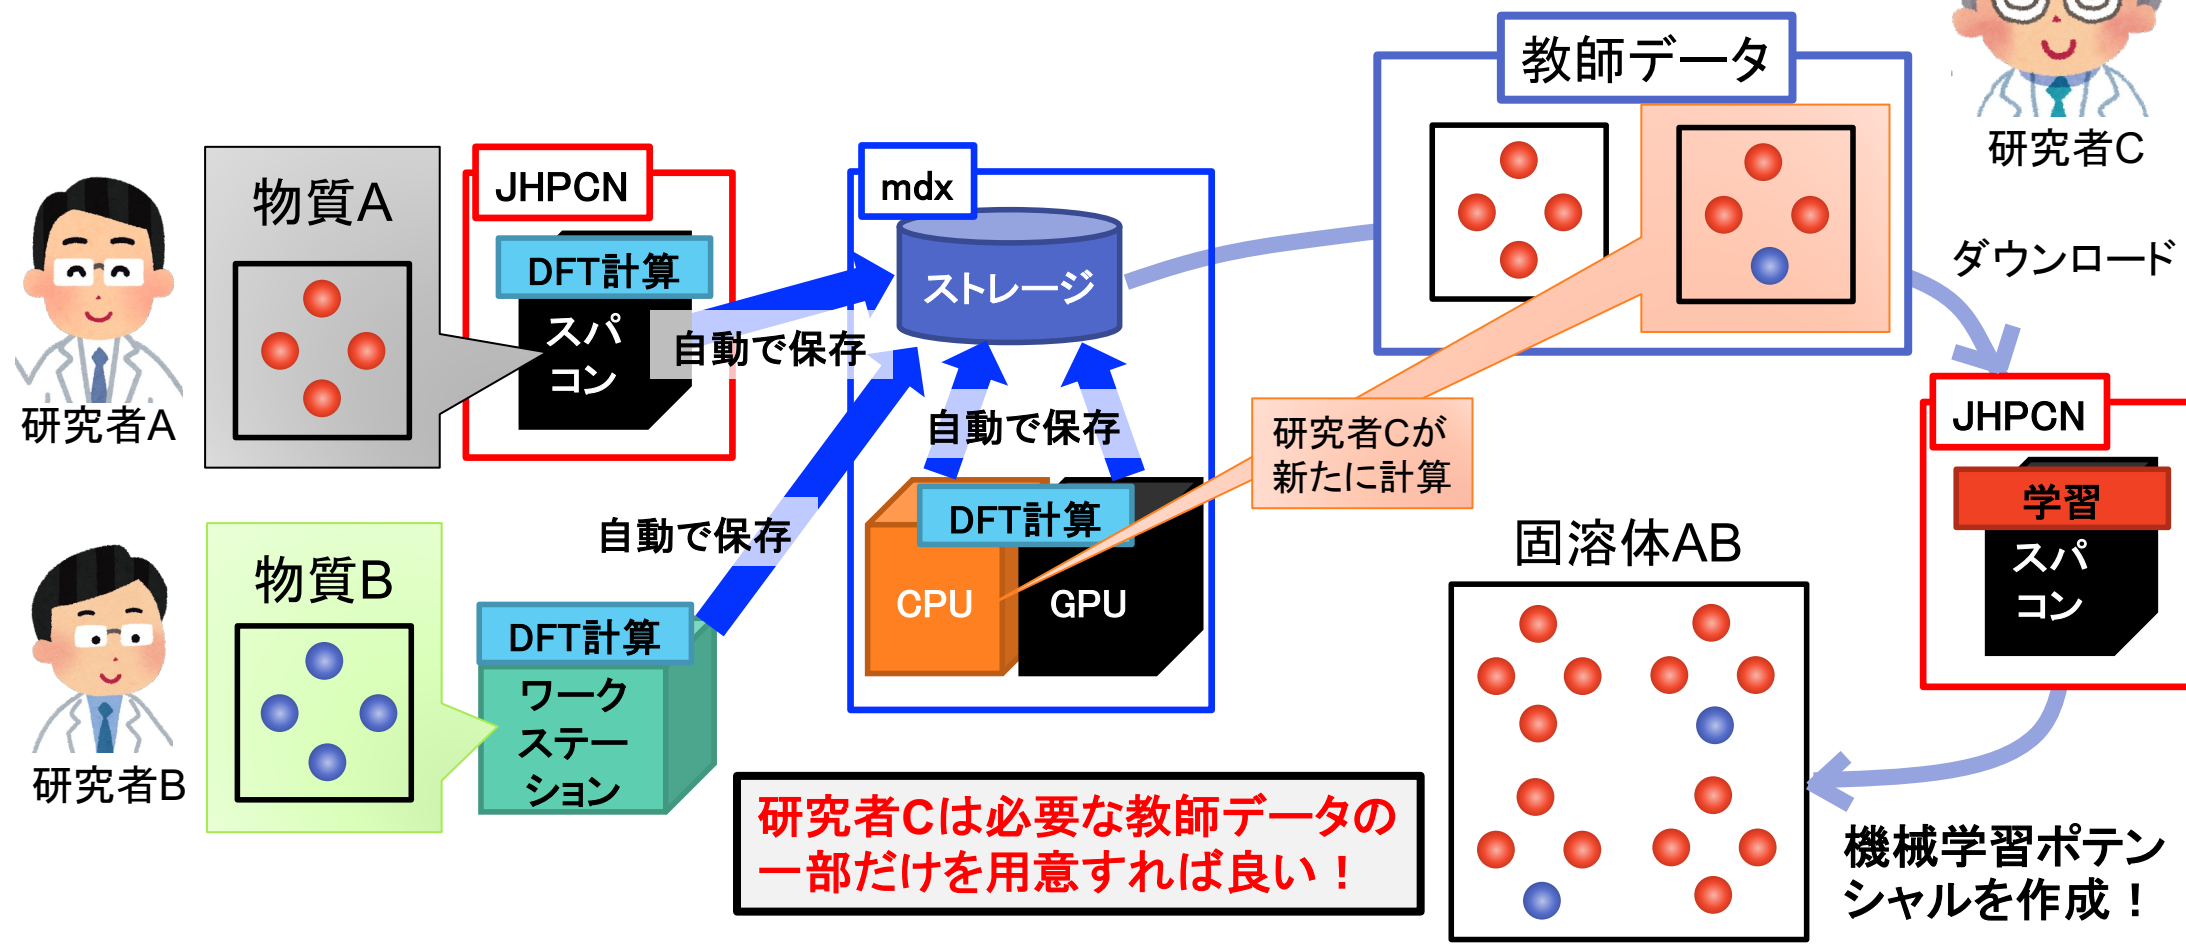 研究者A
物質A
JHPCN
DFT計算
スパ
コン
自動で保存
研究者B
物質B
DFT計算
ワーク
ステー
ション
自動で保存
mdx
ストレージ
自動で保存
DFT計算
CPU
GPU
教師データ
研究者Cが
新たに計算
研究者C
ダウンロード
JHPCN
学習
スパ
コン
固溶体AB
機械学習ポテン
シャルを作成！
研究者Cは必要な教師データの
一部だけを用意すれば良い！